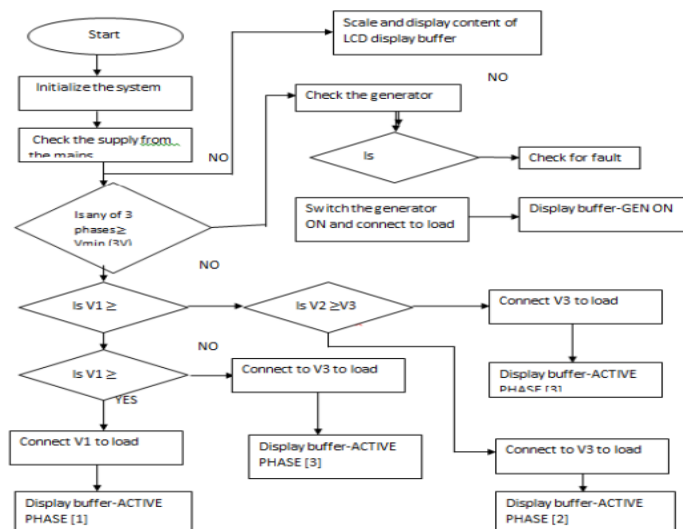 Start
Scale and display content of
LCD display buffer
Initialize the system
NO
Check the generator
Check the supply from
the mains
NO
Is
Check for fault
Is any of 3
phases≥
Vmin (3V)
Switch the generator
ON and connect to load
Display buffer-GEN ON
NO
Is V1 ≥
Is V2 ≥V3
Connect V3 to load
NO
Is V1 ≥
Connect to V3 to load
Display buffer-ACTIVE
PHASE [3]
YES
Connect V1 to load
Display buffer-ACTIVE
PHASE [3]
Connect to V3 to load
Display buffer-ACTIVE
PHASE [1]
Display buffer-ACTIVE
PHASE [2]